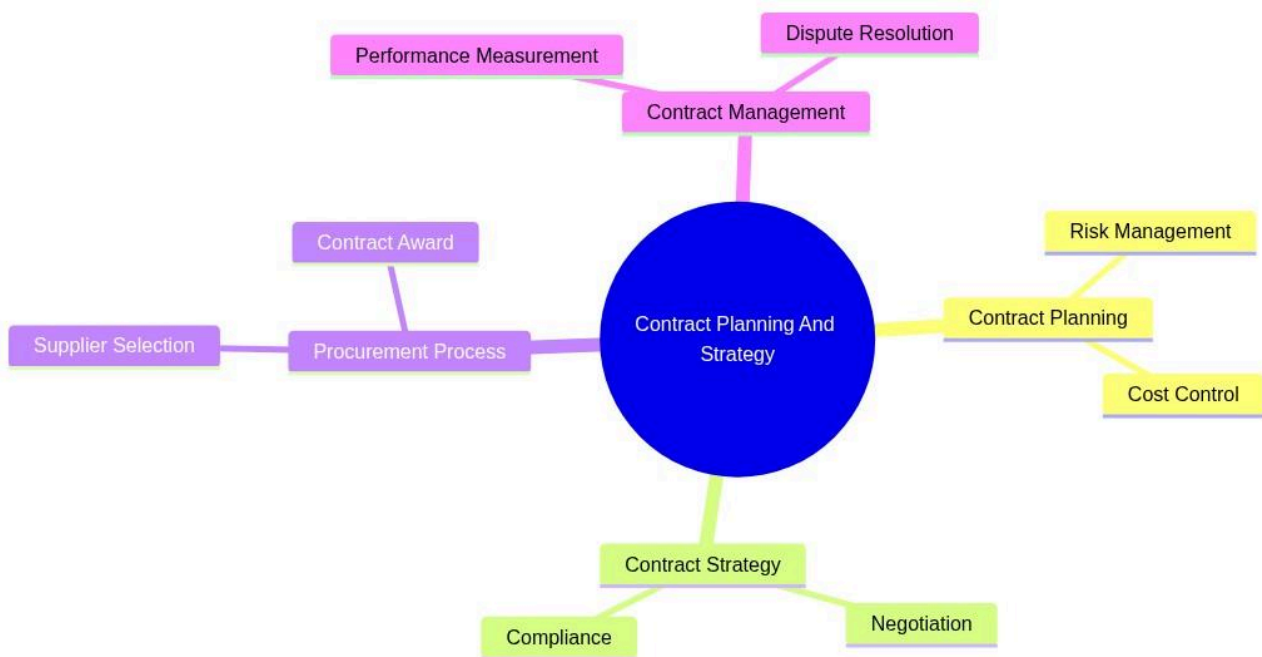 Dispute Resolution
Performance Measurement
Contract Management
Risk Management
Contract Award
Contract Planning
Contract Planning And
Strategy
Supplier Selection
Procurement Process
Cost Control
Contract Strategy
Negotiation
Compliance